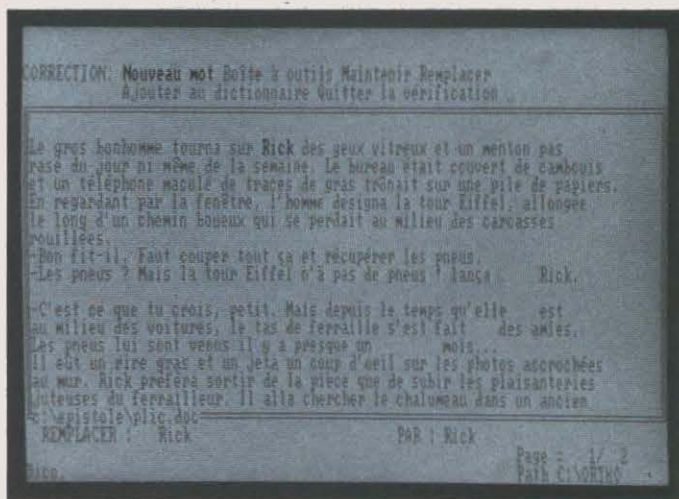 CORRECTION: Nouveau mot Boîte à outils Maintenir Remplacer
Ajouter au dictionnaire Quitter la vérification
Le gros bonhomme tourna sur Rick des yeux vitreux et un menton pas
rasé du jour ni même de la semaine. Le bureau était couvert de cambouis
et un téléphone maculé de traces de gras trônait sur une pile de papiers.
En regardant par la fenêtre, l'homme désigna la tour Eiffel, allongée
le long d'un chemin boueux qui se perdait au milieu des carcasses
rouillées.
-Bon fit-il. Faut couper tout ça et récupérer les pneus.
-Les pneus ? Mais la tour Eiffel n'à pas de pneus ! lança Rick.
-C'est ce que tu crois, petit. Mais depuis le temps qu'elle est
au milieu des voitures, le tas de ferraille s'est fait des amies.
Les pneus lui sont venus il y a presque un mois...
Il eût un rire gras et un jeta un coup d'oeil sur les photos accrochées
au mur. Rick préféra sortir de la pièce que de subir les plaisanteries
juteuses du ferrailleur. Il alla chercher le chalumeau dans un ancien
c:\epistole\plic.doc
REMPLACER : Rick PAR : Rick
Page = 1/ 2
Path C:\ORTHO